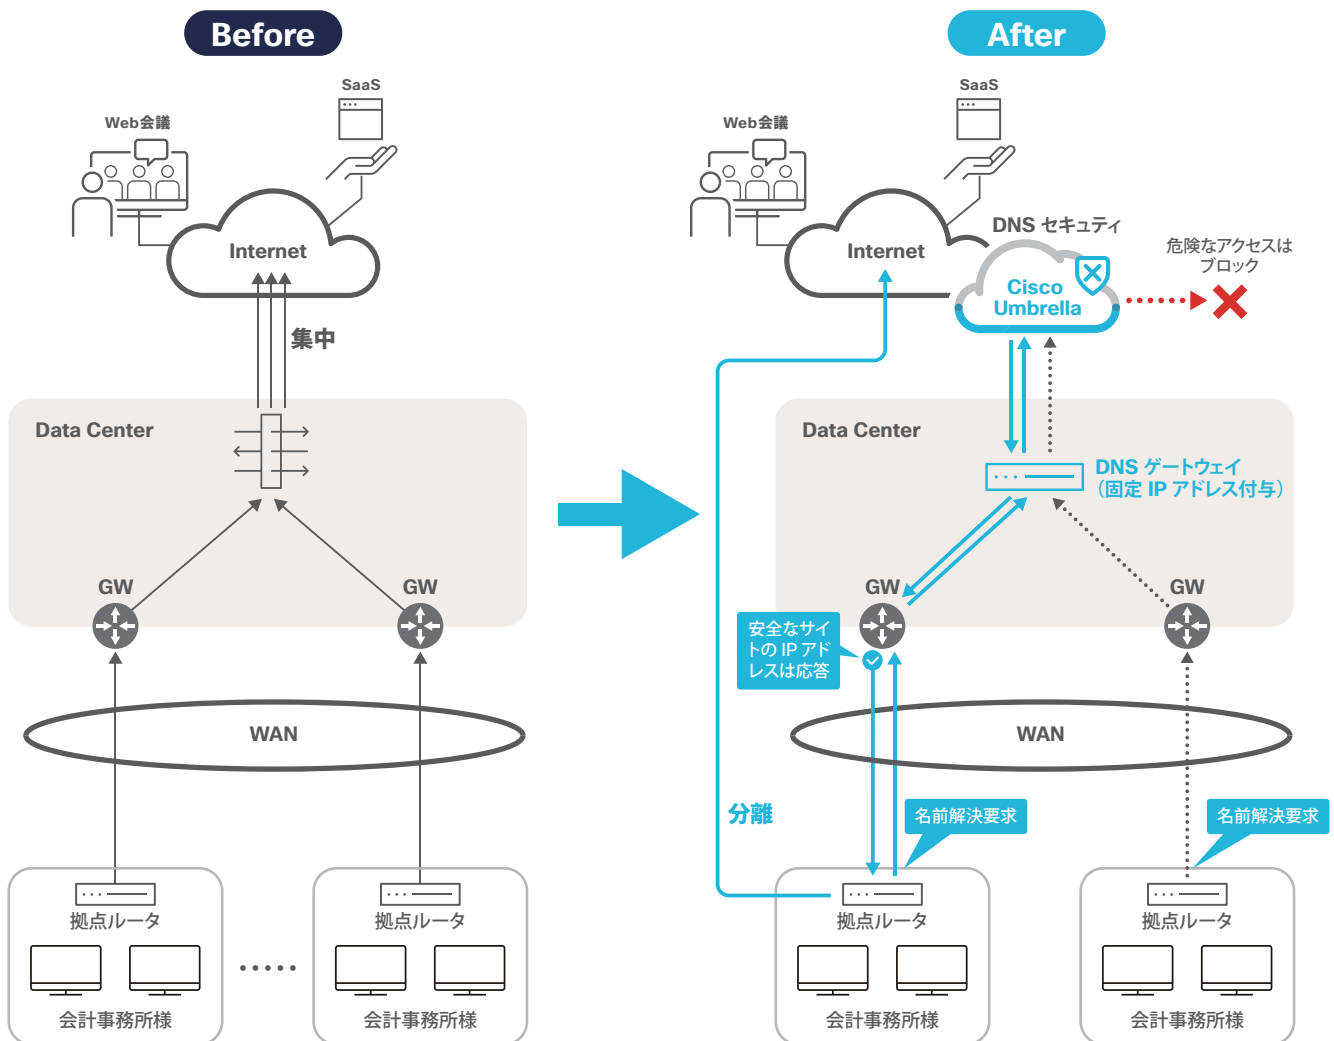 Before
SaaS
Web会議
Internet
集中
Data Center
GW
GW
WAN
拠点ルータ
拠点ルータ
会計事務所様
会計事務所様
After
SaaS
Web会議
DNS セキュティ
Internet
Cisco
Umbrella
危険なアクセスは
ブロック
Data Center
DNS ゲートウェイ
（固定 IP アドレス付与）
GW
GW
安全なサイ
トの IP アド
レスは応答
WAN
分離
名前解決要求
名前解決要求
拠点ルータ
拠点ルータ
会計事務所様
会計事務所様